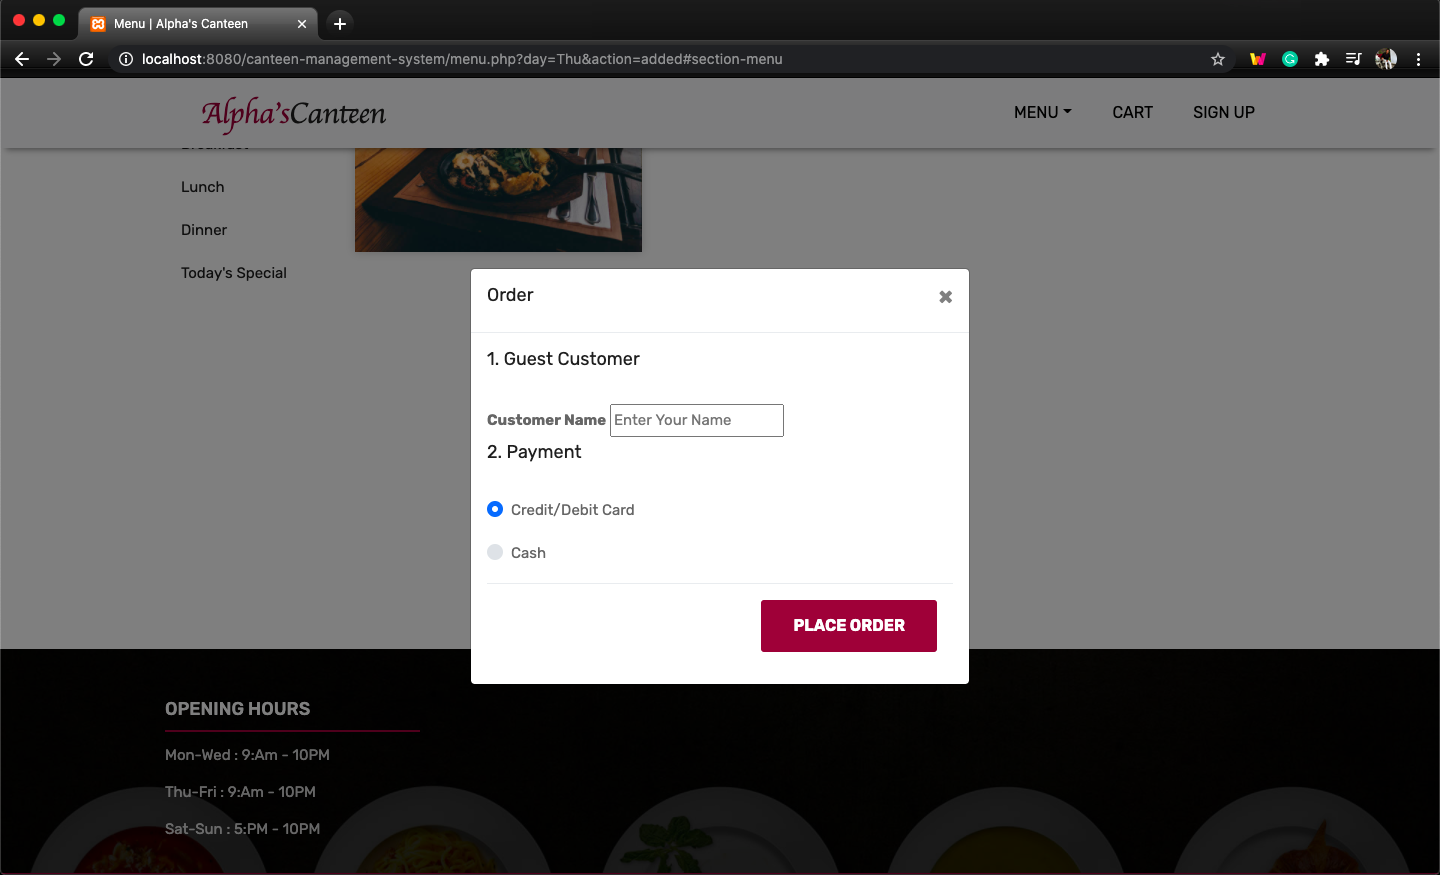 Menu | Alpha's Canteen
localhost:8080/canteen-management-system/menu.php?day=Thu&action=added#section-menu
Alpha'sCanteen
MENU
CART
SIGN UP
Breakfast
Lunch
Dinner
Today's Special
Order
1. Guest Customer
Customer Name
Enter Your Name
2. Payment
Credit/Debit Card
Cash
PLACE ORDER
OPENING HOURS
Mon-Wed : 9:Am - 10PM
Thu-Fri : 9:Am - 10PM
Sat-Sun : 5:PM - 10PM